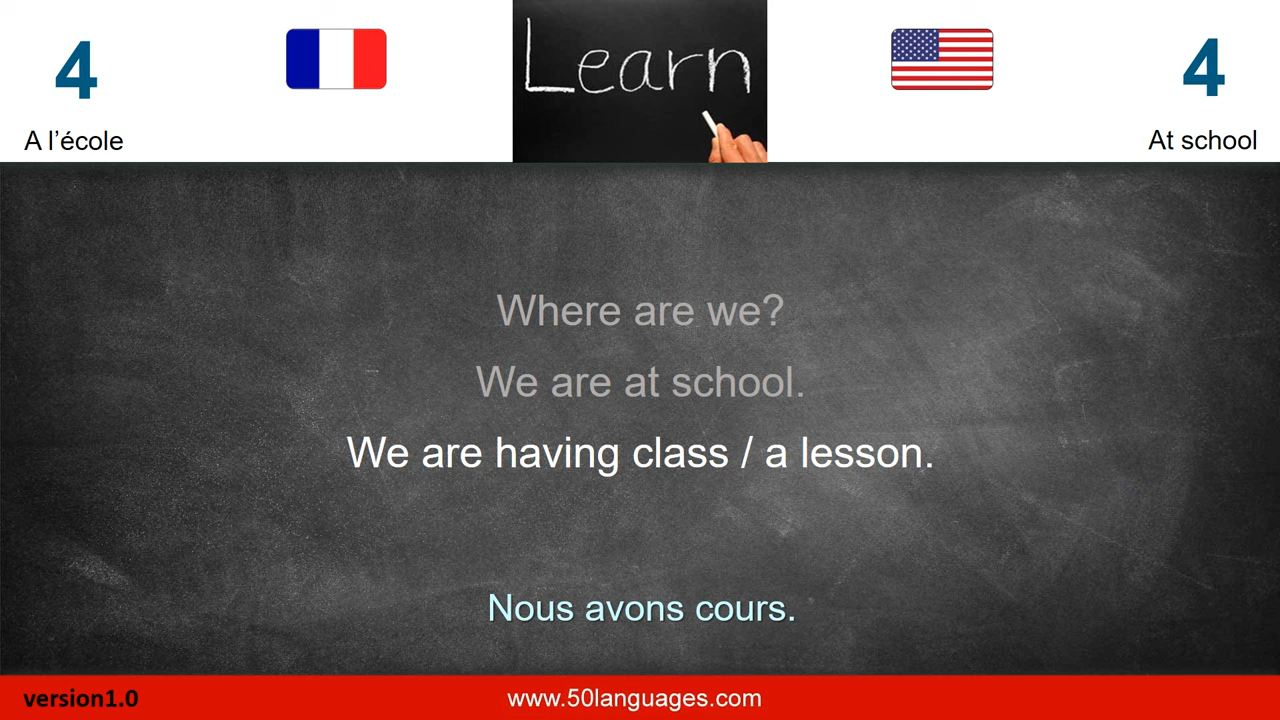 4
Learn
4
A l’école
At school
Where are we?
We are at school.
We are having class / a lesson.
Nous avons cours.
version1.0
www.50languages.com